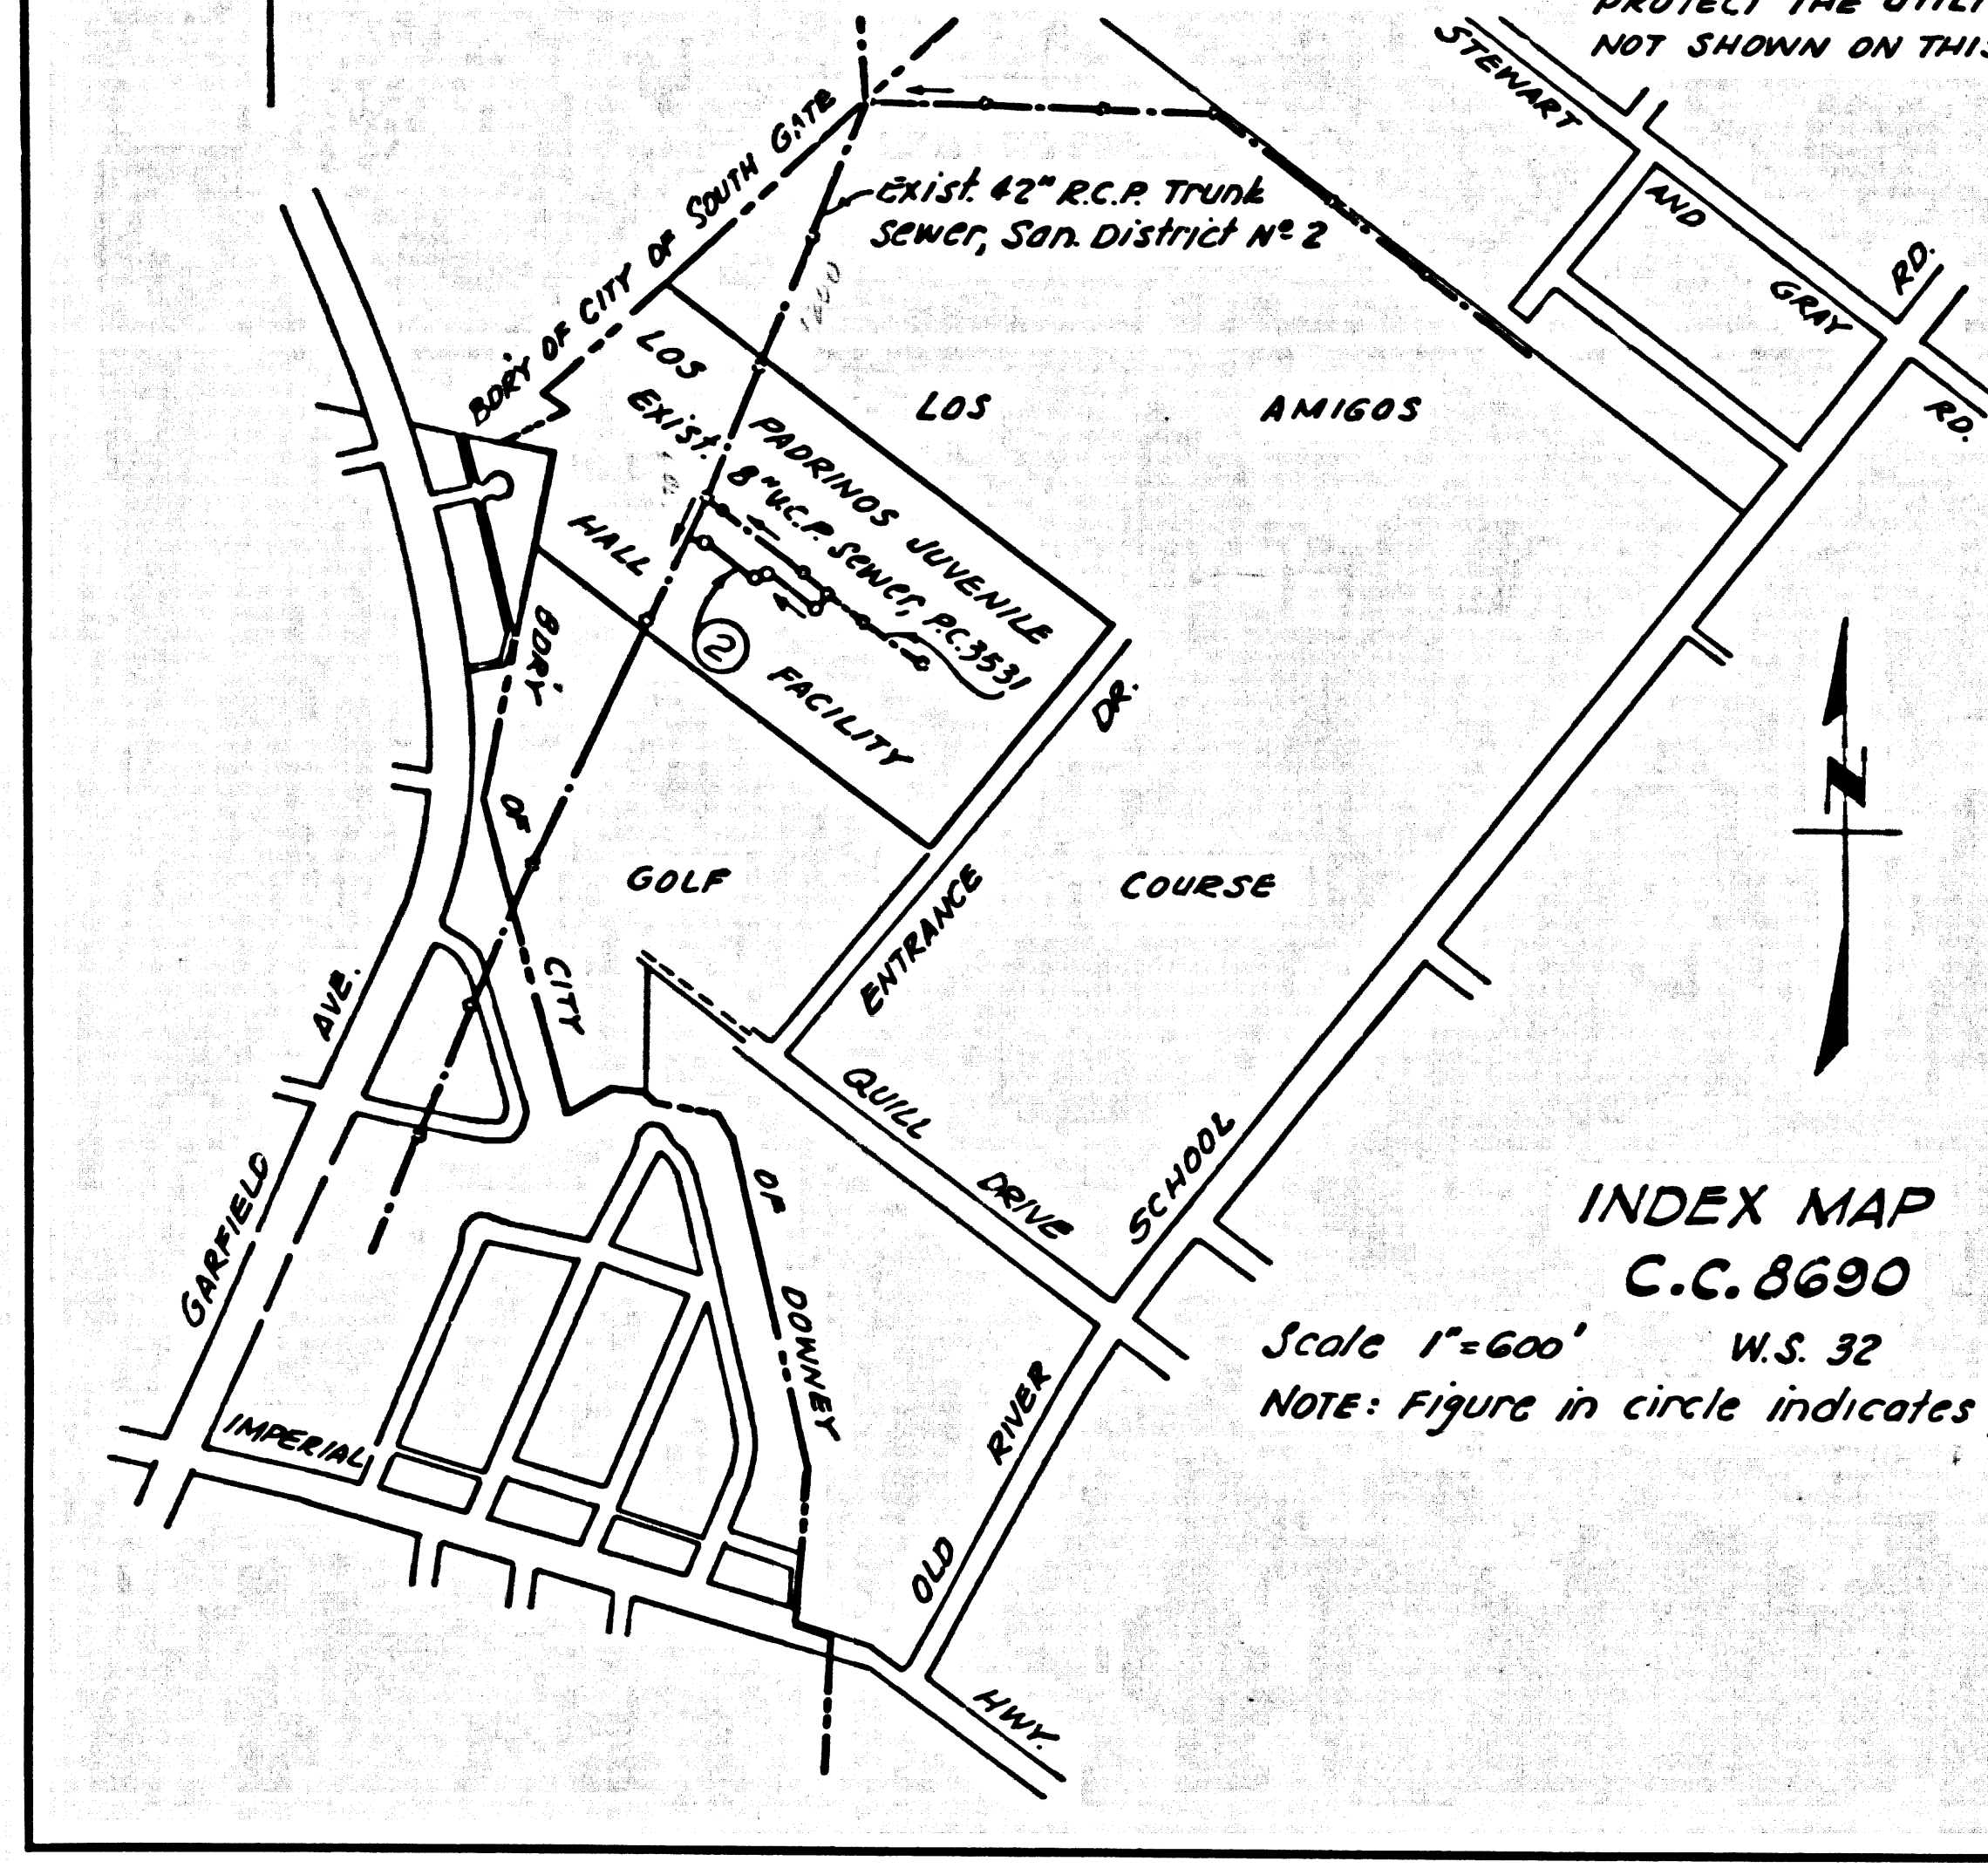 PROTECT THE UTILI
NOT SHOWN ON THIS
STEWART
AND
GRAY
RD.
RD.
BDRY. OF CITY OF SOUTH GATE
Exist. 42" R.C.P. Trunk
Sewer, San. District Nº 2
LOS
PADRINOS JUVENILE
HALL
FACILITY
Exist. 8" V.C.P. Sewer, P.C. 3531
2
LOS
AMIGOS
GOLF
COURSE
BDRY.
OF
CITY
OF
DOWNEY
ENTRANCE
DR.
QUILL
DRIVE
GARFIELD
AVE.
IMPERIAL
HWY.
OLD
RIVER
SCHOOL
N
INDEX MAP
C.C. 8690
Scale 1"=600'
W.S. 32
NOTE: Figure in circle indicates